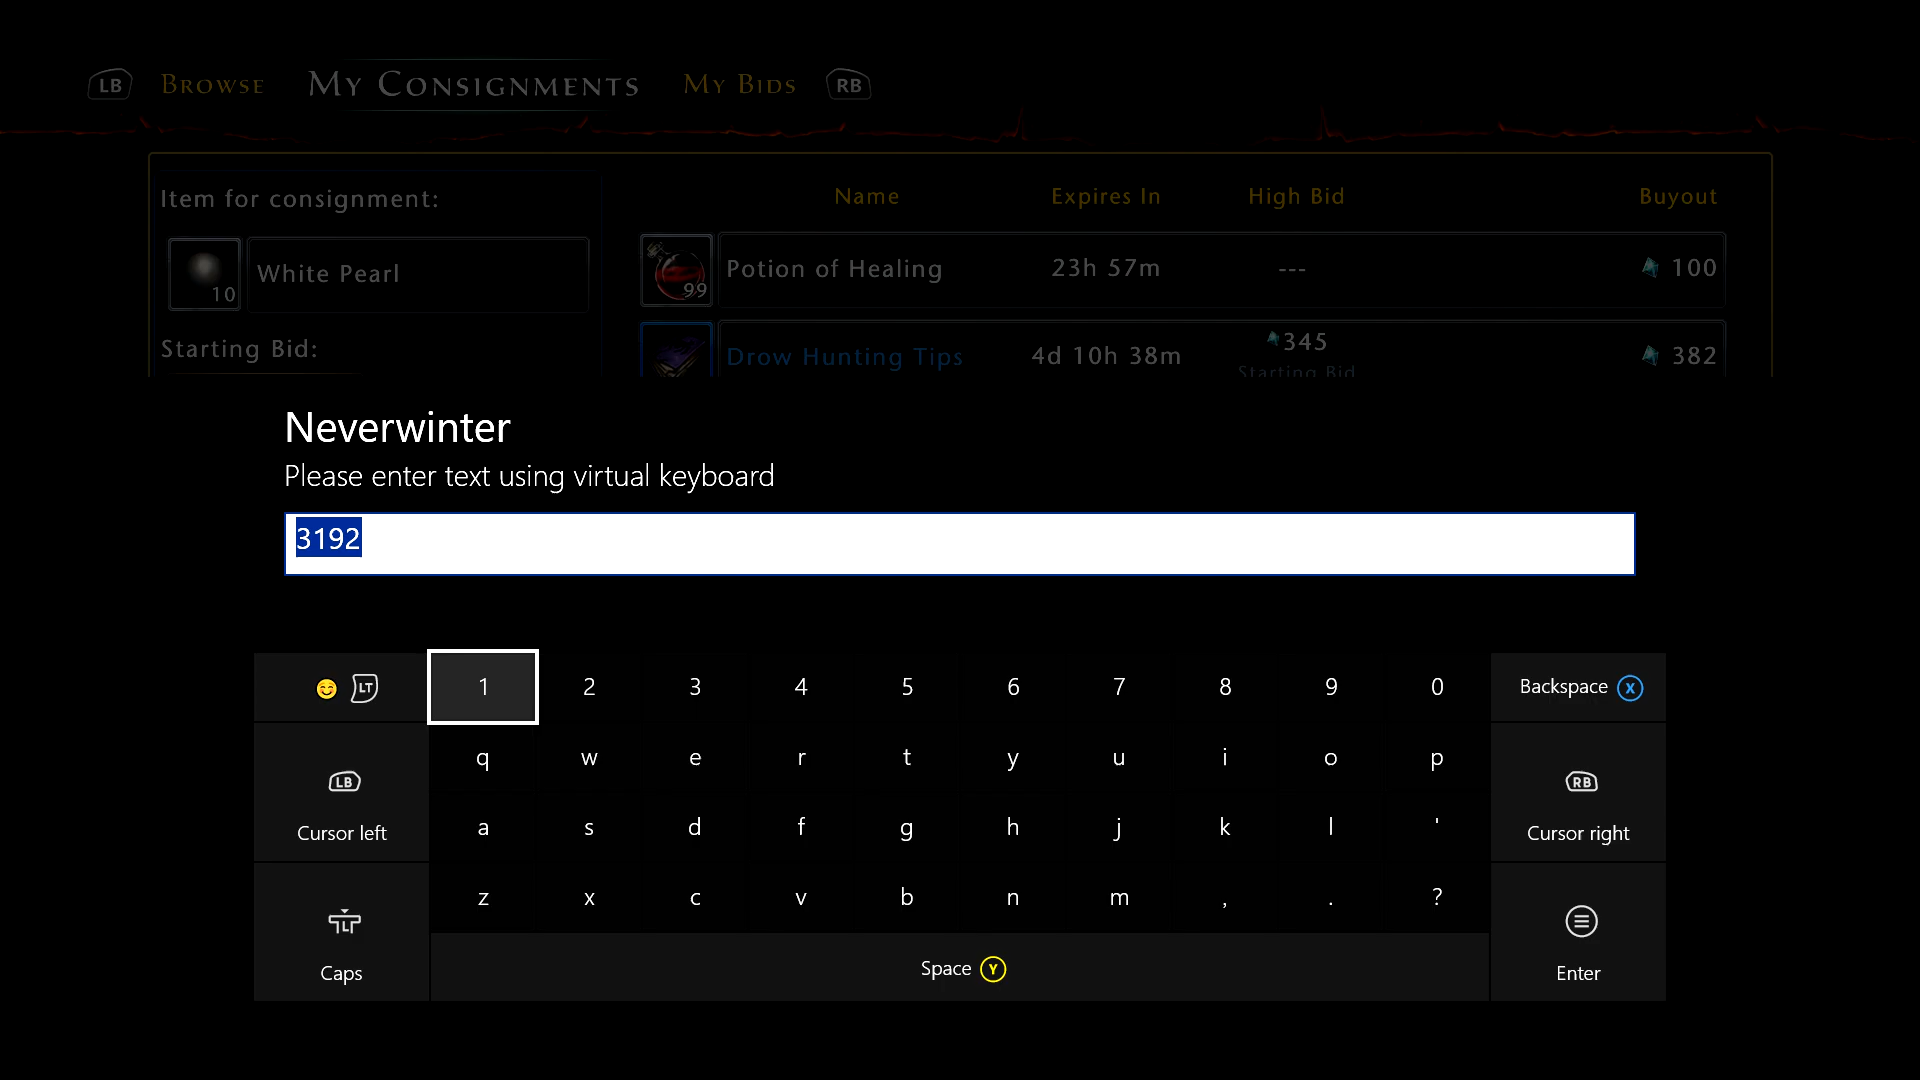 LB Browse My Consignments My Bids RB
Item for consignment:
Name Expires In High Bid Buyout
10 White Pearl
99 Potion of Healing 23h 57m --- 100
Starting Bid:
Drow Hunting Tips 4d 10h 38m 345 382
Starting Bid
Neverwinter
Please enter text using virtual keyboard
3192
LT 1 2 3 4 5 6 7 8 9 0 Backspace X
q w e r t y u i o p
LB Cursor left a s d f g h j k l ' RB Cursor right
z x c v b n m , . ?
LT Caps Space Y Enter